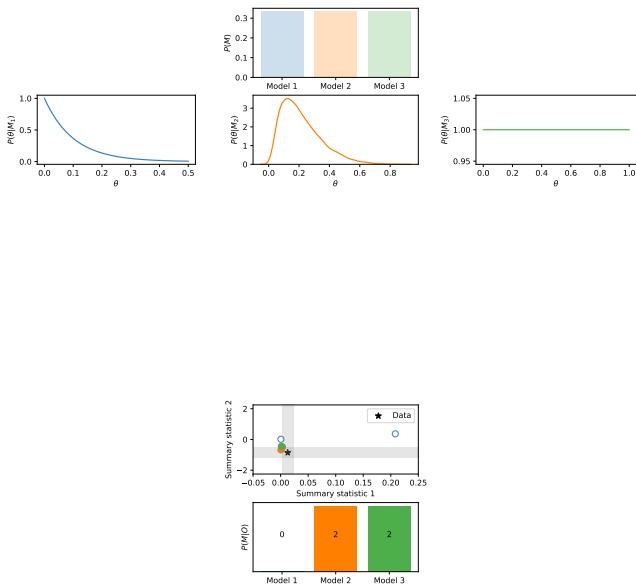 P(M)
0.3
0.2
0.1
0.0
Model 1 Model 2 Model 3
P(θ|M₁)
1.0
0.5
0.0
0.0 0.1 0.2 0.3 0.4 0.5
θ
P(θ|M₂)
3
2
1
0
0.0 0.2 0.4 0.6 0.8
θ
P(θ|M₃)
1.05
1.00
0.95
0.0 0.2 0.4 0.6 0.8 1.0
θ
Summary statistic 2
2
0
−2
Data
−0.05 0.00 0.05 0.10 0.15 0.20 0.25
Summary statistic 1
P(M|O)
0 2 2
Model 1 Model 2 Model 3